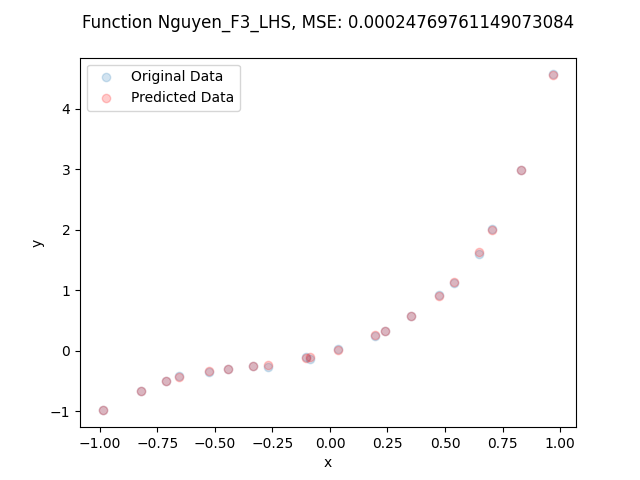 Function Nguyen_F3_LHS, MSE: 0.00024769761149073084
Original Data
Predicted Data
y
4
3
2
1
0
−1
−1.00 −0.75 −0.50 −0.25 0.00 0.25 0.50 0.75 1.00
x